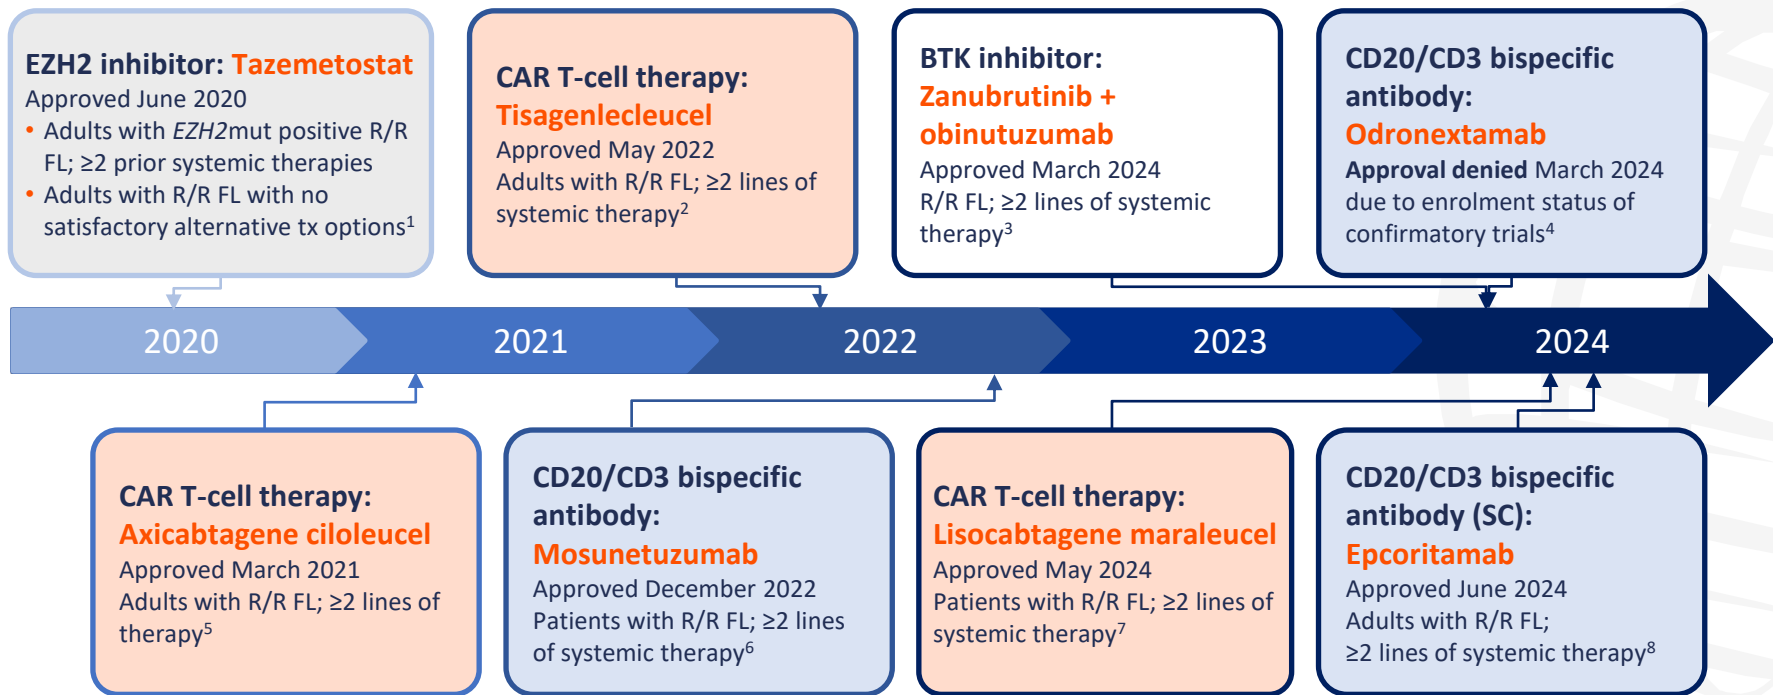 EZH2 inhibitor: Tazemetostat
Approved June 2020
• Adults with EZH2mut positive R/R
FL; ≥2 prior systemic therapies
• Adults with R/R FL with no
satisfactory alternative tx options1
CAR T-cell therapy:
Tisagenlecleucel
Approved May 2022
Adults with R/R FL; ≥2 lines of
systemic therapy2
BTK inhibitor:
Zanubrutinib +
obinutuzumab
Approved March 2024
R/R FL; ≥2 lines of systemic
therapy3
CD20/CD3 bispecific
antibody:
Odronextamab
Approval denied March 2024
due to enrolment status of
confirmatory trials4
2020
2021
2022
2023
2024
CAR T-cell therapy:
Axicabtagene ciloleucel
Approved March 2021
Adults with R/R FL; ≥2 lines of
therapy5
CD20/CD3 bispecific
antibody:
Mosunetuzumab
Approved December 2022
Patients with R/R FL; ≥2 lines
of systemic therapy6
CAR T-cell therapy:
Lisocabtagene maraleucel
Approved May 2024
Patients with R/R FL; ≥2 lines of
systemic therapy7
CD20/CD3 bispecific
antibody (SC):
Epcoritamab
Approved June 2024
Adults with R/R FL;
≥2 lines of systemic therapy8